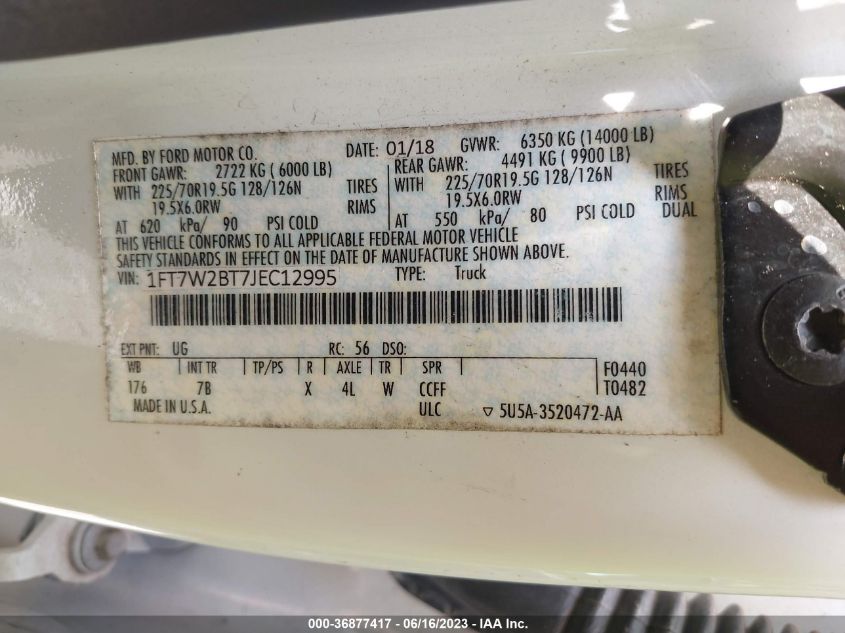 MFD. BY FORD MOTOR CO. DATE: 01/18 GVWR: 6350 KG (14000 LB)
FRONT GAWR: 2722 KG ( 6000 LB) REAR GAWR: 4491 KG ( 9900 LB)
WITH 225/70R19.5G 128/126N TIRES WITH 225/70R19.5G 128/126N TIRES
19.5X6.0RW RIMS 19.5X6.0RW RIMS
AT 620 kPa/ 90 PSI COLD AT 550 kPa/ 80 PSI COLD DUAL
THIS VEHICLE CONFORMS TO ALL APPLICABLE FEDERAL MOTOR VEHICLE
SAFETY STANDARDS IN EFFECT ON THE DATE OF MANUFACTURE SHOWN ABOVE.
VIN: 1FT7W2BT7JEC12995 TYPE: Truck
EXT PNT: UG RC: 56 DSO:
WB INT TR TP/PS R AXLE TR SPR F0440
176 7B X 4L W CCFF T0482
MADE IN U.S.A. ULC ▽ 5U5A-3520472-AA
000-36877417 - 06/16/2023 - IAA Inc.